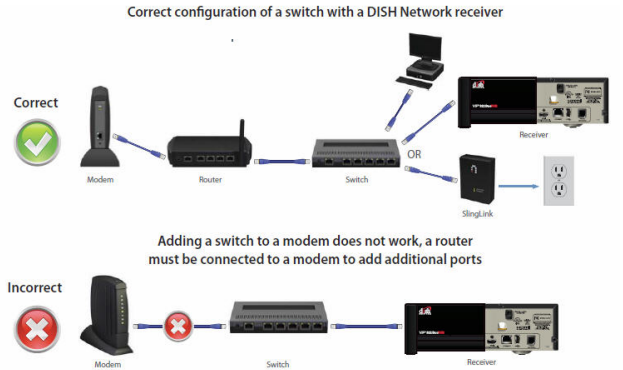 Correct configuration of a switch with a DISH Network receiver
Correct
Modem
Router
Switch
OR
Receiver
SlingLink
Adding a switch to a modem does not work, a router
must be connected to a modem to add additional ports
Incorrect
Modem
Switch
Receiver